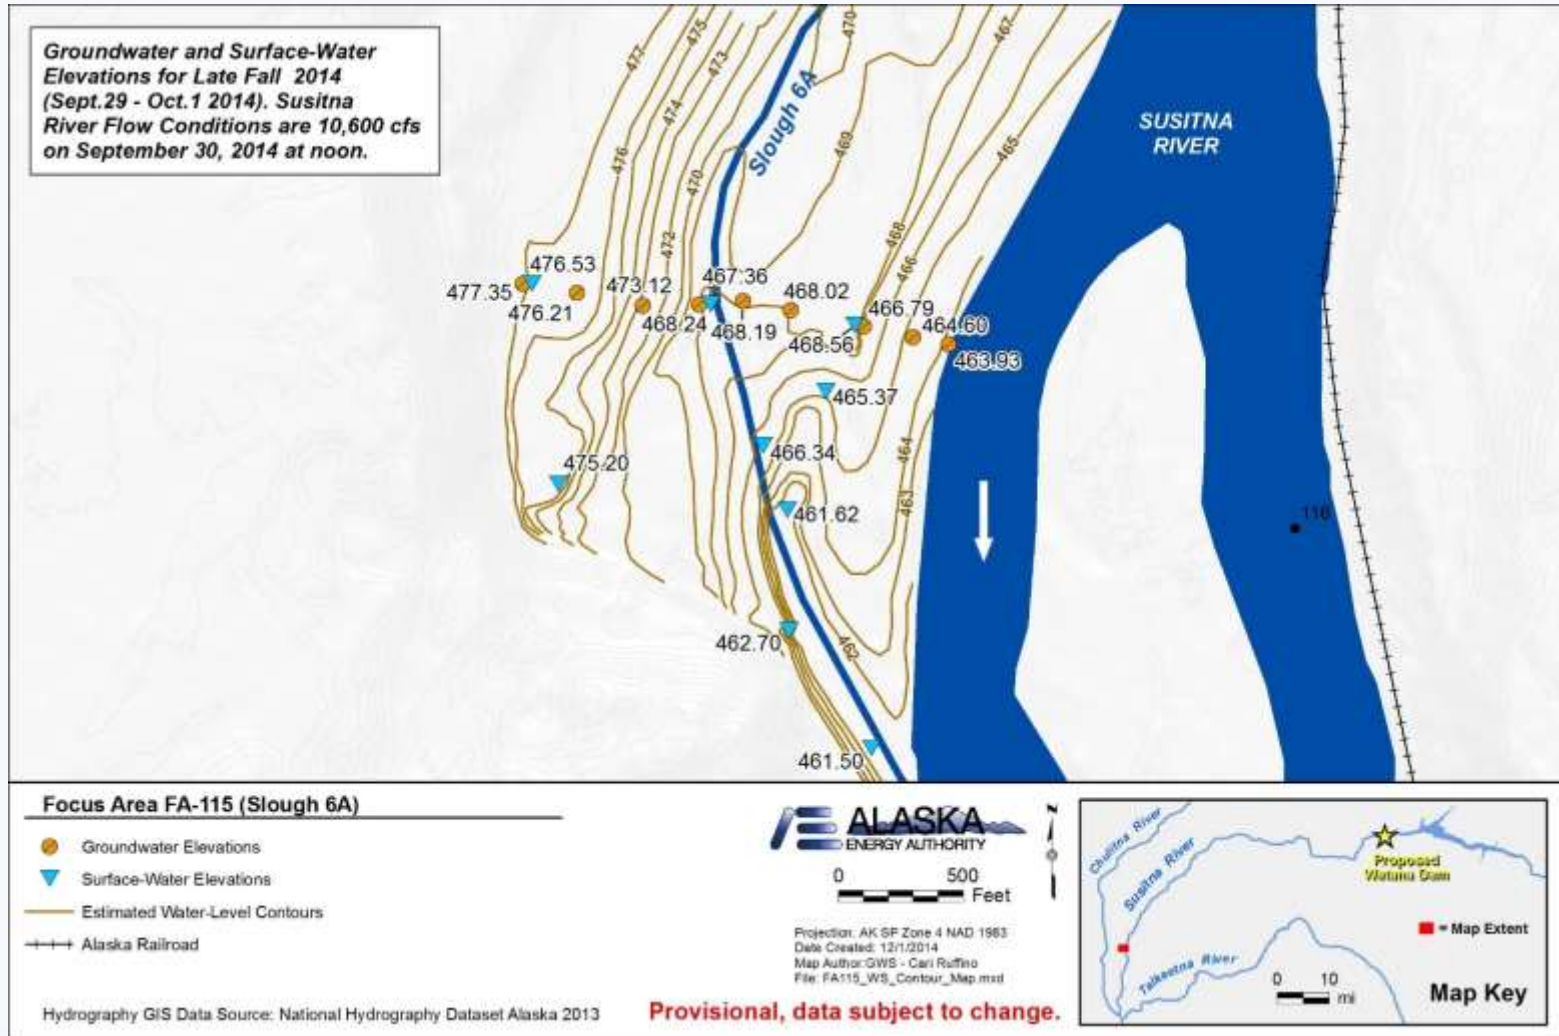 Groundwater and Surface-Water
Elevations for Late Fall 2014
(Sept.29 - Oct.1 2014). Susitna
River Flow Conditions are 10,600 cfs
on September 30, 2014 at noon.
477
475
473
474
476
470
472
Slough 6A
470
467
469
465
468
466
SUSITNA
RIVER
476.53
477.35
476.21
473.12
467.36
468.24
468.19
468.02
466.79
468.56
464.60
463.93
465.37
466.34
464
475.20
463
461.62
116
462.70
462
461.50
Focus Area FA-115 (Slough 6A)
Groundwater Elevations
Surface-Water Elevations
Estimated Water-Level Contours
Alaska Railroad
Hydrography GIS Data Source: National Hydrography Dataset Alaska 2013
ALASKA
ENERGY AUTHORITY
N
0 500
Feet
Projection: AK SP Zone 4 NAD 1983
Date Created: 12/1/2014
Map Author:GWS - Cari Ruffino
File: FA115_WS_Contour_Map.mxd
Provisional, data subject to change.
Chulitna River
Susitna River
Proposed
Watana Dam
= Map Extent
Talkeetna River
0 10
mi
Map Key